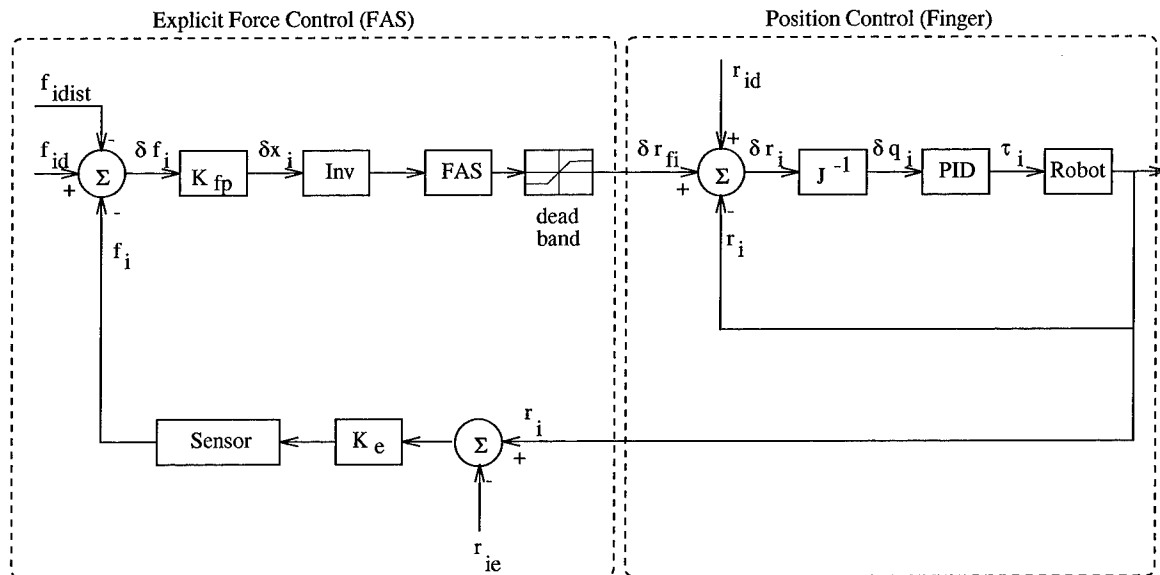 Explicit Force Control (FAS)
Position Control (Finger)
f idist
-
f id
+
Σ
-
δ f i
K fp
δx i
Inv
FAS
dead
band
δ r fi
+
r id
+
Σ
-
δ r i
J -1
δ q i
PID
τ i
Robot
r i
f i
Sensor
K e
Σ
r i
+
-
r ie